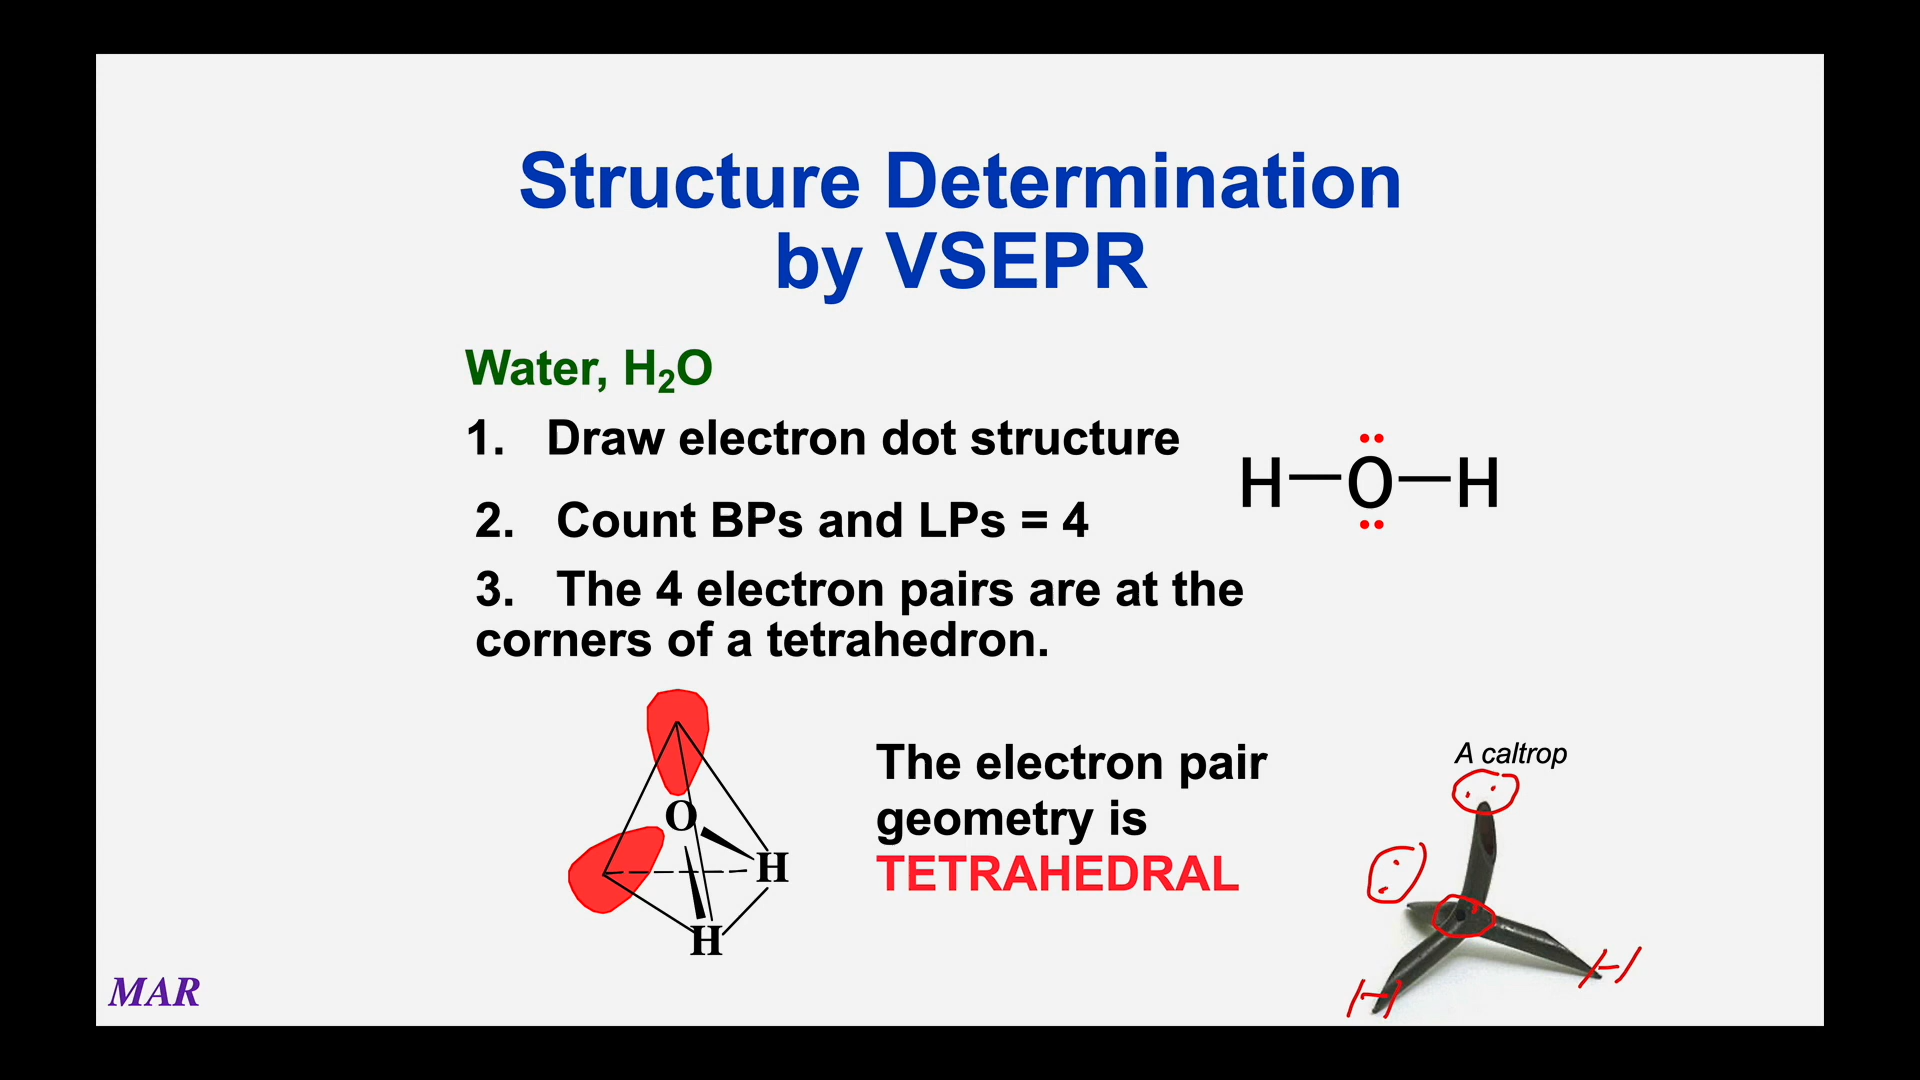 Structure Determination
by VSEPR
Water, H₂O
1. Draw electron dot structure
H—O—H
2. Count BPs and LPs = 4
3. The 4 electron pairs are at the
corners of a tetrahedron.
The electron pair
geometry is
TETRAHEDRAL
A caltrop
O
H
H
H
H
MAR